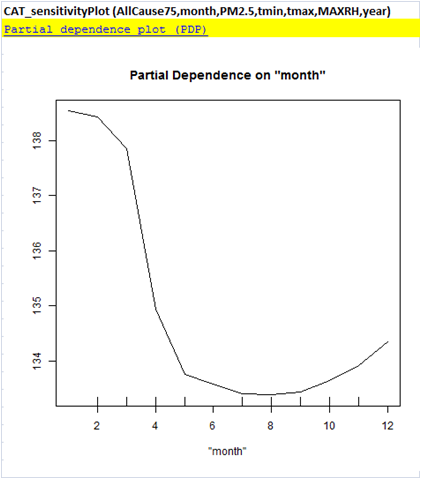 CAT_sensitivityPlot (AllCause75,month,PM2.5,tmin,tmax,MAXRH,year)
Partial dependence plot (PDP)
Partial Dependence on "month"
138
137
136
135
134
2 4 6 8 10 12
"month"